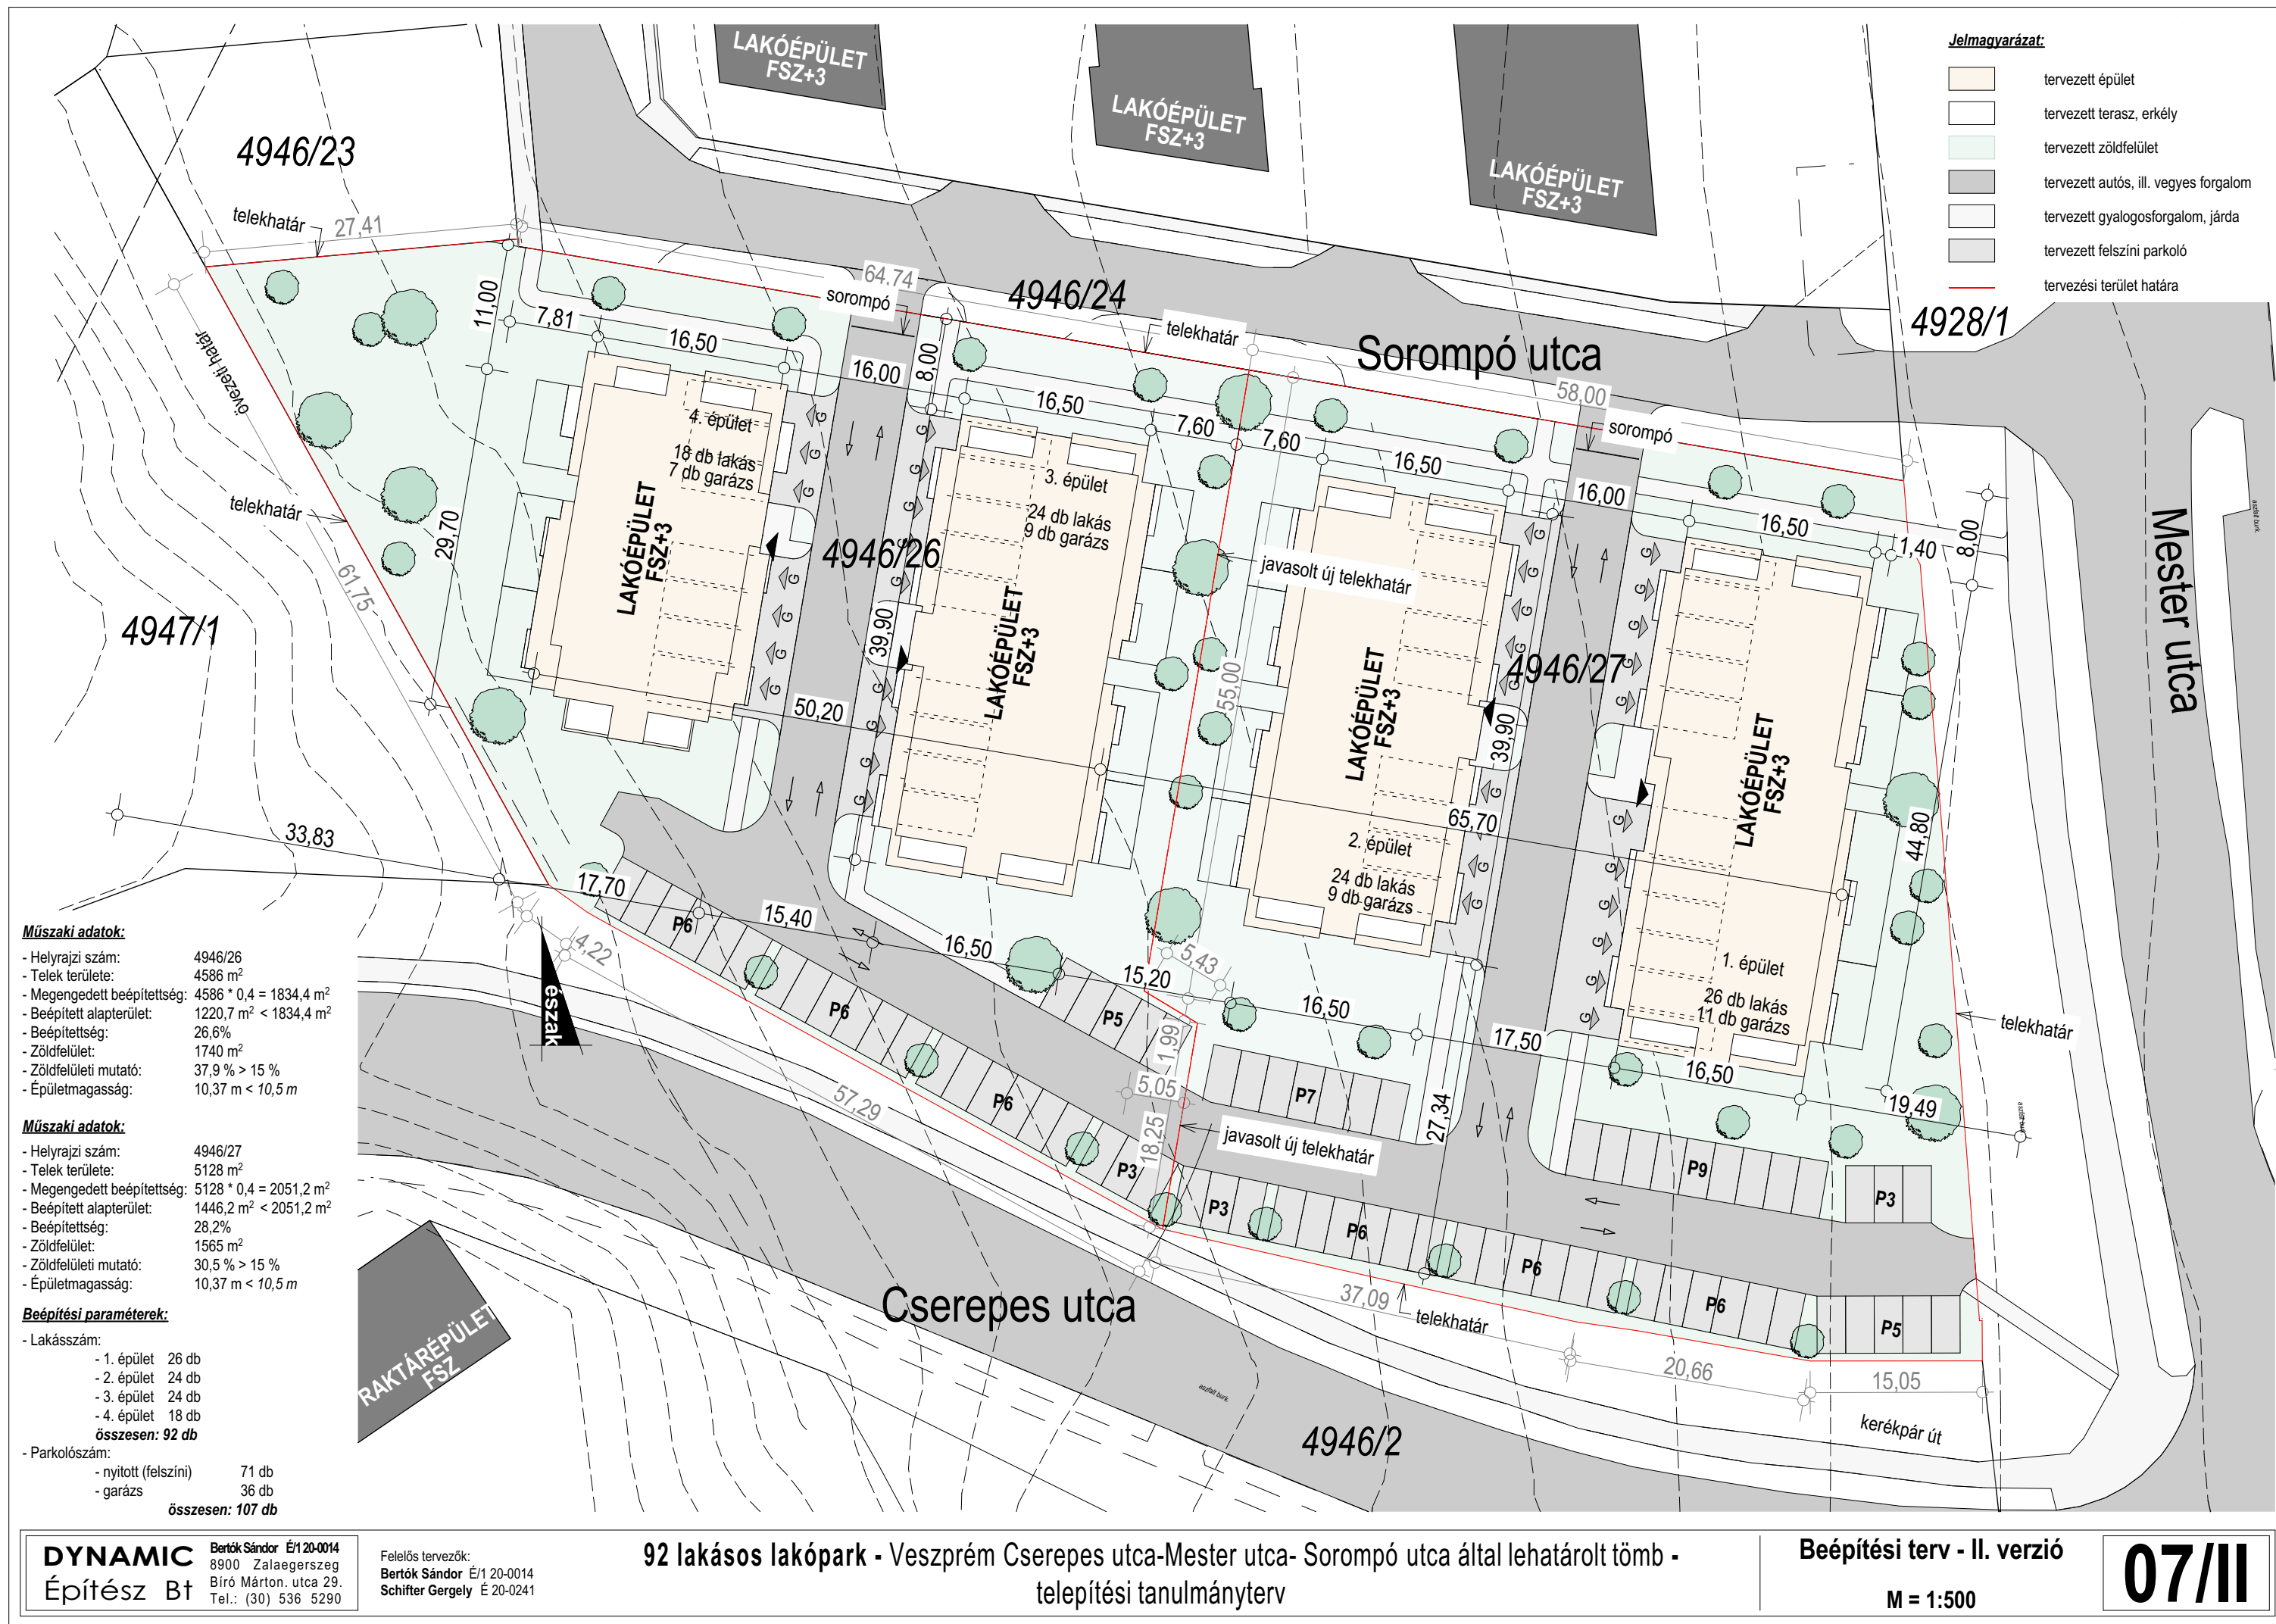 LAKÓÉPÜLET
FSZ+3
LAKÓÉPÜLET
FSZ+3
LAKÓÉPÜLET
FSZ+3
Jelmagyarázat:
tervezett épület
tervezett terasz, erkély
tervezett zöldfelület
tervezett autós, ill. vegyes forgalom
tervezett gyalogosforgalom, járda
tervezett felszíni parkoló
tervezési terület határa
4946/23
telekhatár
27,41
64.74
sorompó
4946/24
telekhatár
Sorompó utca
58,00
sorompó
4928/1
Mester utca
aszfalt burk.
11,00
7,81
16,50
16,00
8,00
16,50
7,60
7,60
16,50
16,00
16,50
1,40
8,00
övezeti határ
telekhatár
29,70
61,75
4947/1
33,83
4. épület
18 db lakás
7 db garázs
LAKÓÉPÜLET
FSZ+3
G
G
G
G
G
G
G
G
G
4946/26
39,90
50,20
3. épület
24 db lakás
9 db garázs
LAKÓÉPÜLET
FSZ+3
javasolt új telekhatár
55,00
LAKÓÉPÜLET
FSZ+3
2. épület
24 db lakás
9 db garázs
4946/27
39,90
65,70
LAKÓÉPÜLET
FSZ+3
1. épület
26 db lakás
11 db garázs
44,80
telekhatár
17,70
15,40
16,50
15,20
5,43
16,50
17,50
16,50
19,49
aszfalt burk.
4,22
észak
57,29
P6
P6
P6
P3
P5
1,99
5,05
18,25
P7
javasolt új telekhatár
27,34
P9
P3
P3
P6
P6
P6
P5
37,09
telekhatár
20,66
15,05
kerékpár út
Cserepes utca
aszfalt burk.
4946/2
RAKTÁRÉPÜLET
FSZ
Műszaki adatok:
- Helyrajzi szám: 4946/26
- Telek területe: 4586 m²
- Megengedett beépítettség: 4586 * 0,4 = 1834,4 m²
- Beépített alapterület: 1220,7 m² < 1834,4 m²
- Beépítettség: 26,6%
- Zöldfelület: 1740 m²
- Zöldfelületi mutató: 37,9 % > 15 %
- Épületmagasság: 10,37 m < 10,5 m
Műszaki adatok:
- Helyrajzi szám: 4946/27
- Telek területe: 5128 m²
- Megengedett beépítettség: 5128 * 0,4 = 2051,2 m²
- Beépített alapterület: 1446,2 m² < 2051,2 m²
- Beépítettség: 28,2%
- Zöldfelület: 1565 m²
- Zöldfelületi mutató: 30,5 % > 15 %
- Épületmagasság: 10,37 m < 10,5 m
Beépítési paraméterek:
- Lakásszám:
- 1. épület 26 db
- 2. épület 24 db
- 3. épület 24 db
- 4. épület 18 db
összesen: 92 db
- Parkolószám:
- nyitott (felszíni) 71 db
- garázs 36 db
összesen: 107 db
DYNAMIC
Építész Bt
Bertók Sándor É/1 20-0014
8900 Zalaegerszeg
Bíró Márton. utca 29.
Tel.: (30) 536 5290
Felelős tervezők:
Bertók Sándor É/1 20-0014
Schifter Gergely É 20-0241
92 lakásos lakópark - Veszprém Cserepes utca-Mester utca- Sorompó utca által lehatárolt tömb -
telepítési tanulmányterv
Beépítési terv - II. verzió
M = 1:500
07/II